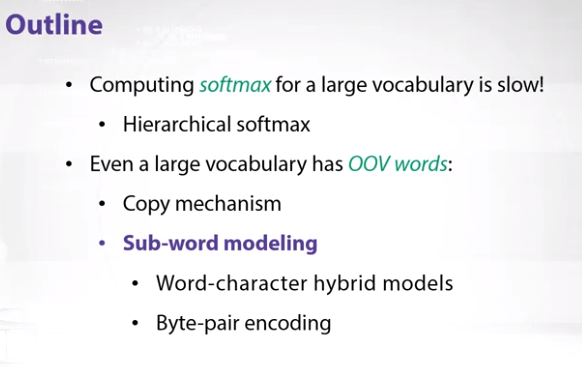 Outline
• Computing softmax for a large vocabulary is slow!
• Hierarchical softmax
• Even a large vocabulary has OOV words:
• Copy mechanism
• Sub-word modeling
• Word-character hybrid models
• Byte-pair encoding